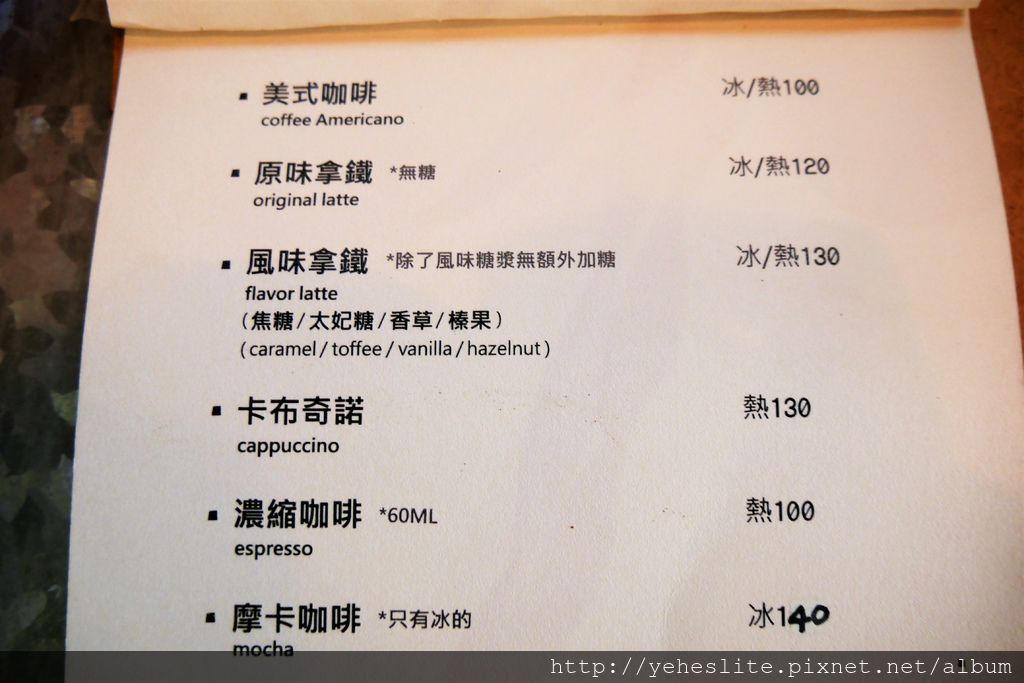 ▪ 美式咖啡 冰/熱100
coffee Americano
▪ 原味拿鐵 *無糖 冰/熱120
original latte
▪ 風味拿鐵 *除了風味糖漿無額外加糖 冰/熱130
flavor latte
(焦糖/太妃糖/香草/榛果)
(caramel/toffee/vanilla/hazelnut)
▪ 卡布奇諾 熱130
cappuccino
▪ 濃縮咖啡 *60ML 熱100
espresso
▪ 摩卡咖啡 *只有冰的 冰140
mocha
http://yeheslite.pixnet.net/album